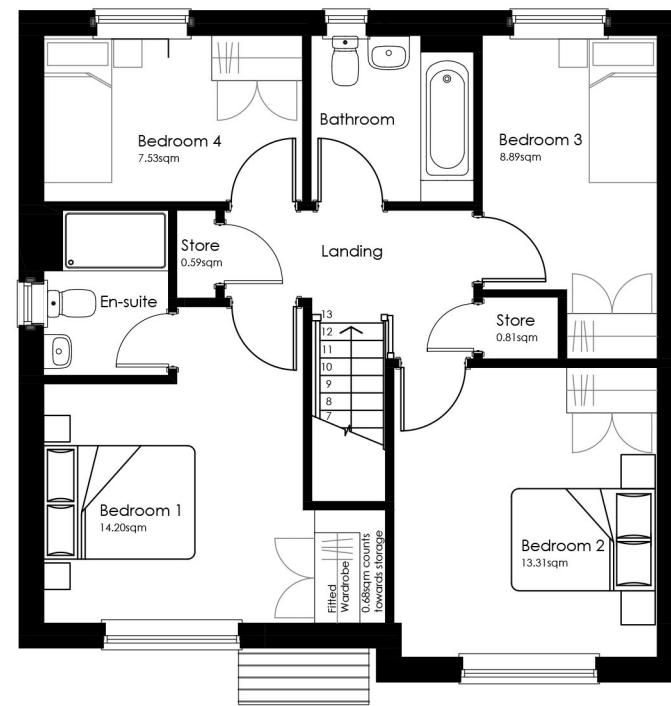 Bedroom 4
7.53sqm
Bathroom
Bedroom 3
8.89sqm
Store
0.59sqm
Landing
En-suite
13
12
11
10
9
8
7
Store
0.81sqm
Bedroom 1
14.20sqm
Fitted
Wardrobe
0.68sqm counts
towards storage
Bedroom 2
13.31sqm